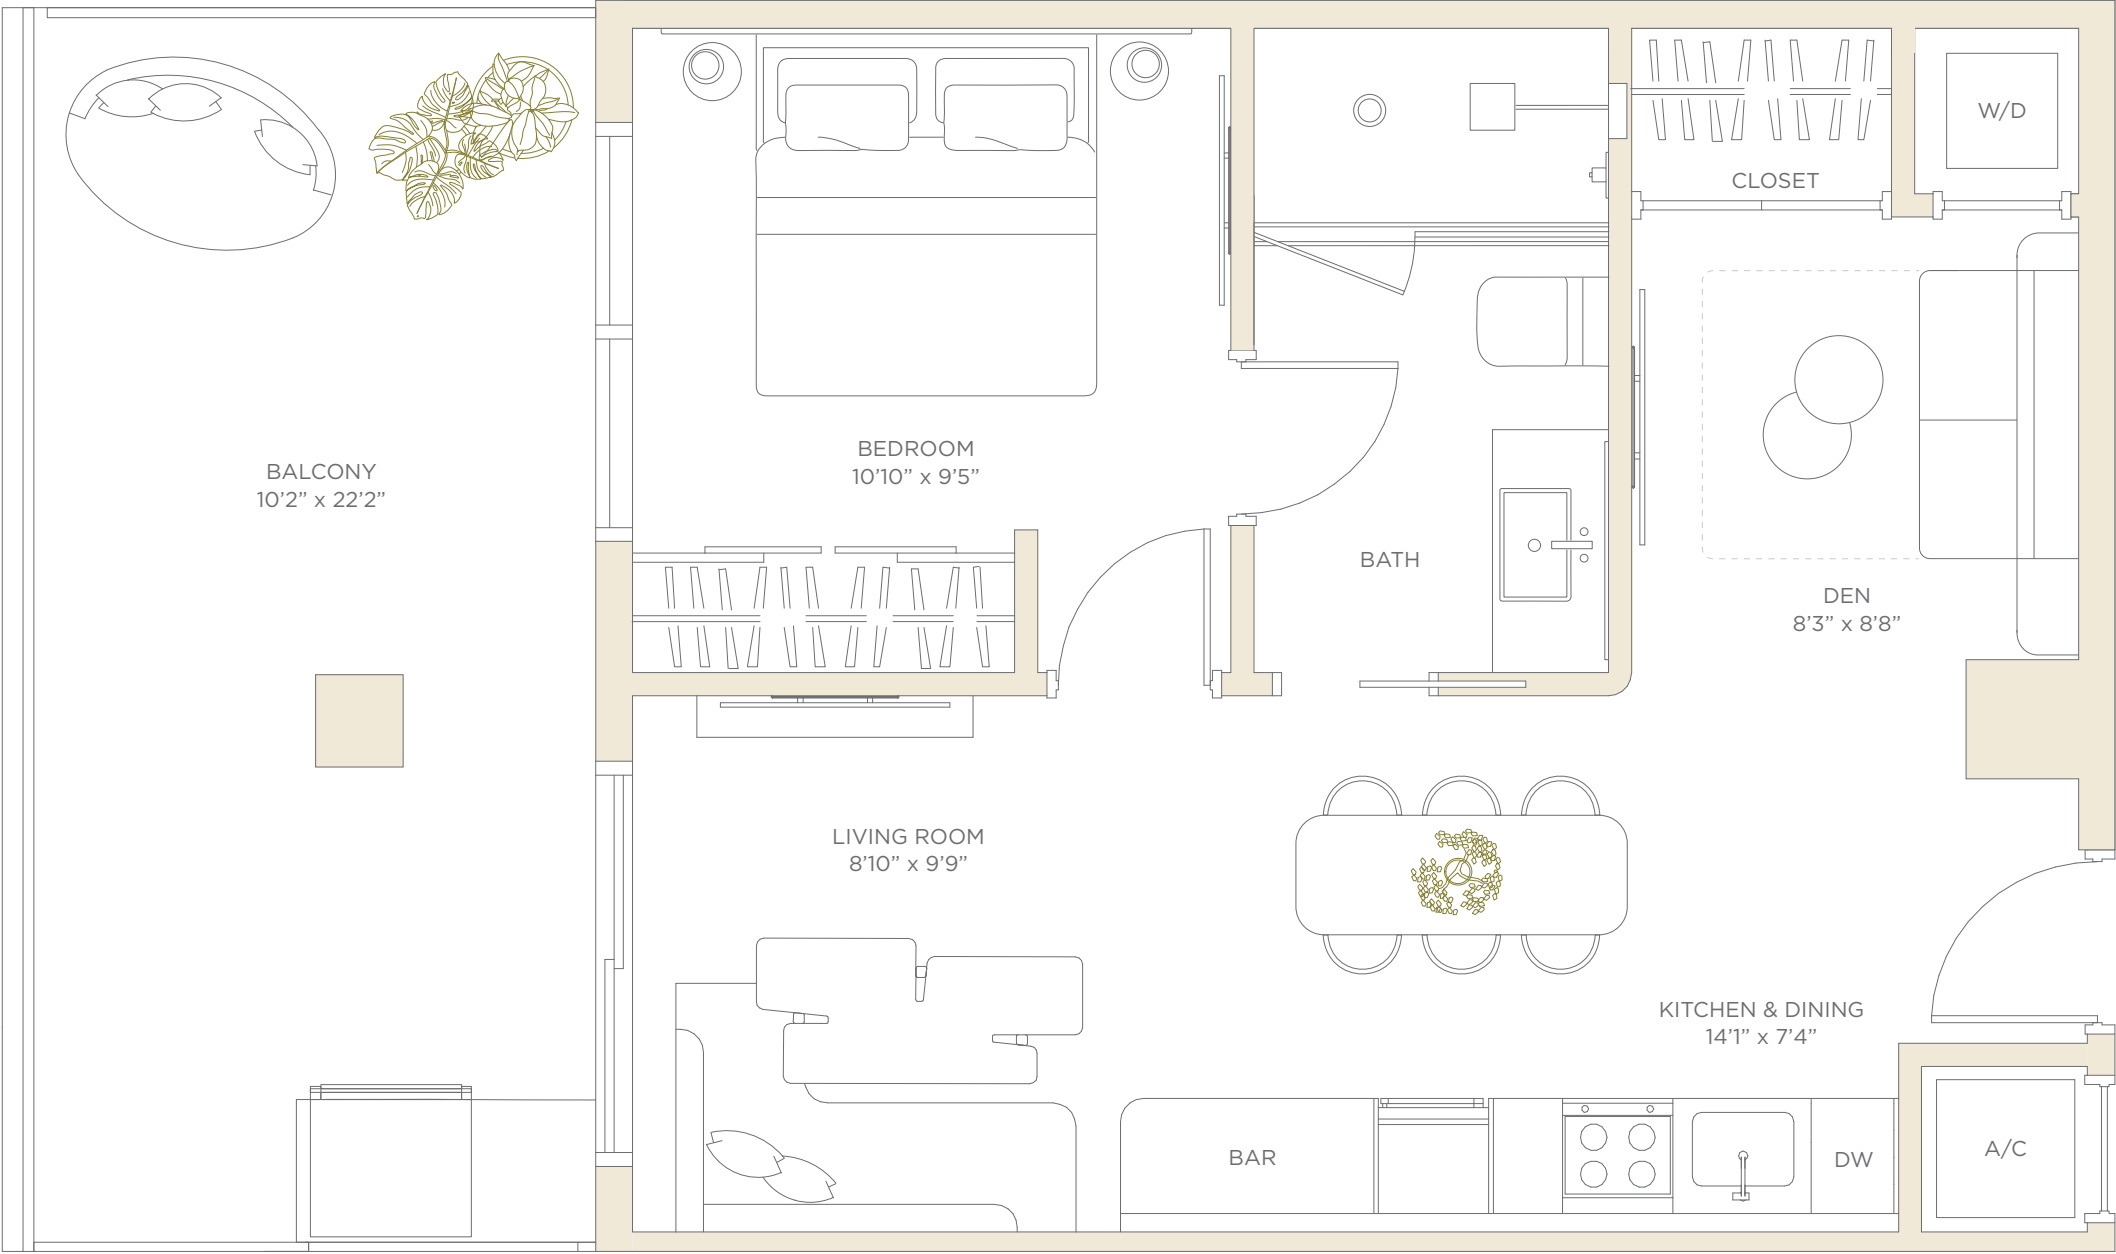 W/D
CLOSET
BEDROOM
10’10” x 9’5”
BALCONY
10’2” x 22’2”
BATH
DEN
8’3” x 8’8”
LIVING ROOM
8’10” x 9’9”
KITCHEN & DINING
14’1” x 7’4”
BAR
DW
A/C